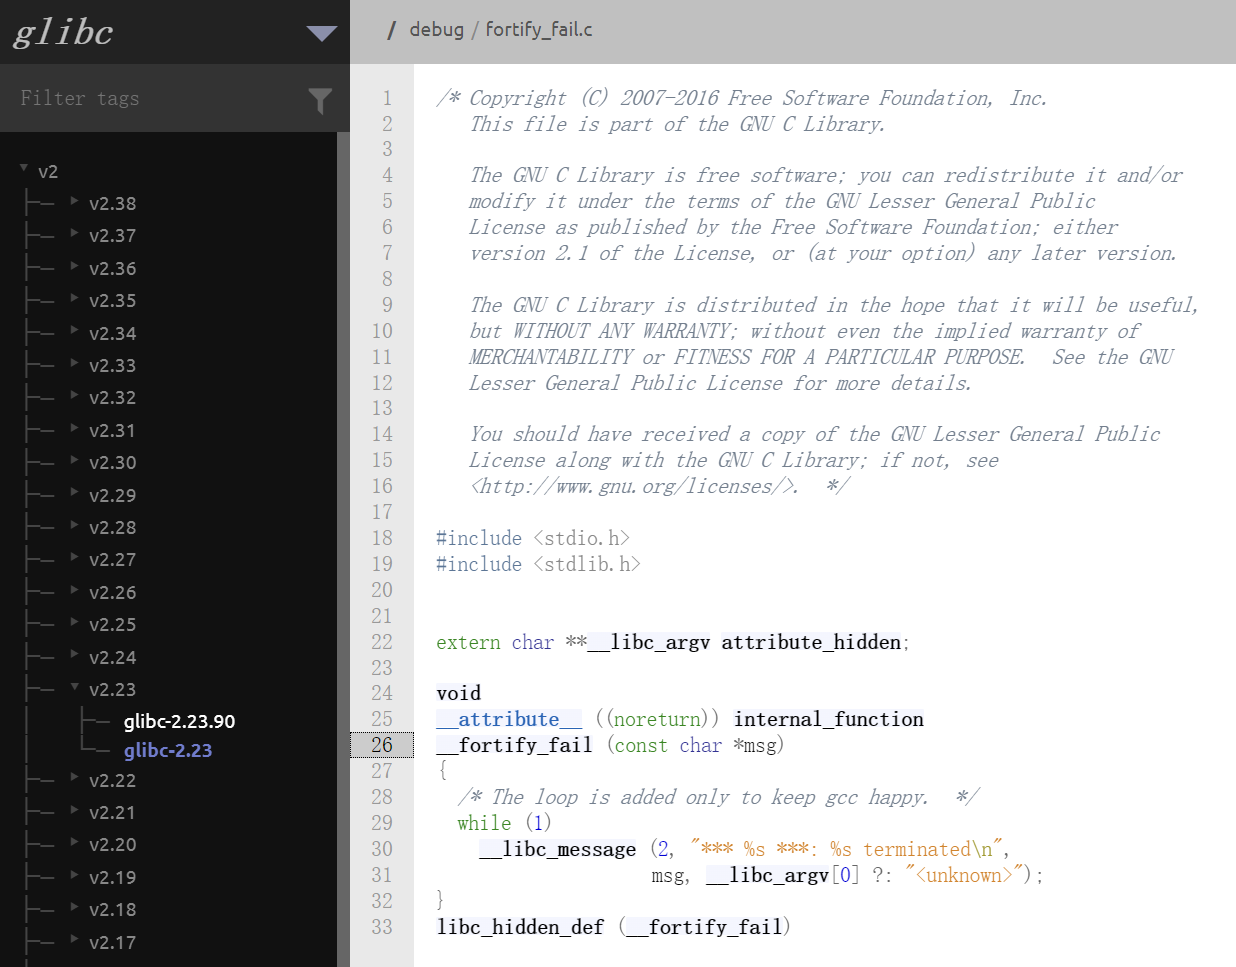 glibc
/ debug / fortify_fail.c
Filter tags
v2
v2.38
v2.37
v2.36
v2.35
v2.34
v2.33
v2.32
v2.31
v2.30
v2.29
v2.28
v2.27
v2.26
v2.25
v2.24
v2.23
glibc-2.23.90
glibc-2.23
v2.22
v2.21
v2.20
v2.19
v2.18
v2.17
1 /* Copyright (C) 2007-2016 Free Software Foundation, Inc.
2    This file is part of the GNU C Library.
3
4    The GNU C Library is free software; you can redistribute it and/or
5    modify it under the terms of the GNU Lesser General Public
6    License as published by the Free Software Foundation; either
7    version 2.1 of the License, or (at your option) any later version.
8
9    The GNU C Library is distributed in the hope that it will be useful,
10    but WITHOUT ANY WARRANTY; without even the implied warranty of
11    MERCHANTABILITY or FITNESS FOR A PARTICULAR PURPOSE.  See the GNU
12    Lesser General Public License for more details.
13
14    You should have received a copy of the GNU Lesser General Public
15    License along with the GNU C Library; if not, see
16    <http://www.gnu.org/licenses/>.  */
17
18 #include <stdio.h>
19 #include <stdlib.h>
20
21
22 extern char **__libc_argv attribute_hidden;
23
24 void
25 __attribute__ ((noreturn)) internal_function
26 __fortify_fail (const char *msg)
27 {
28   /* The loop is added only to keep gcc happy.  */
29   while (1)
30     __libc_message (2, "*** %s ***: %s terminated\n",
31                     msg, __libc_argv[0] ?: "<unknown>");
32 }
33 libc_hidden_def (__fortify_fail)